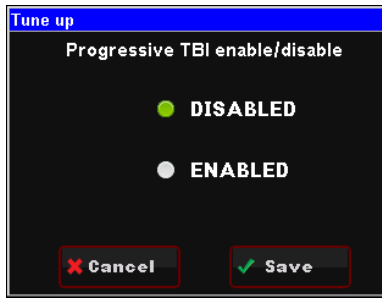 Tune up
Progressive TBI enable/disable
DISABLED
ENABLED
Cancel
Save